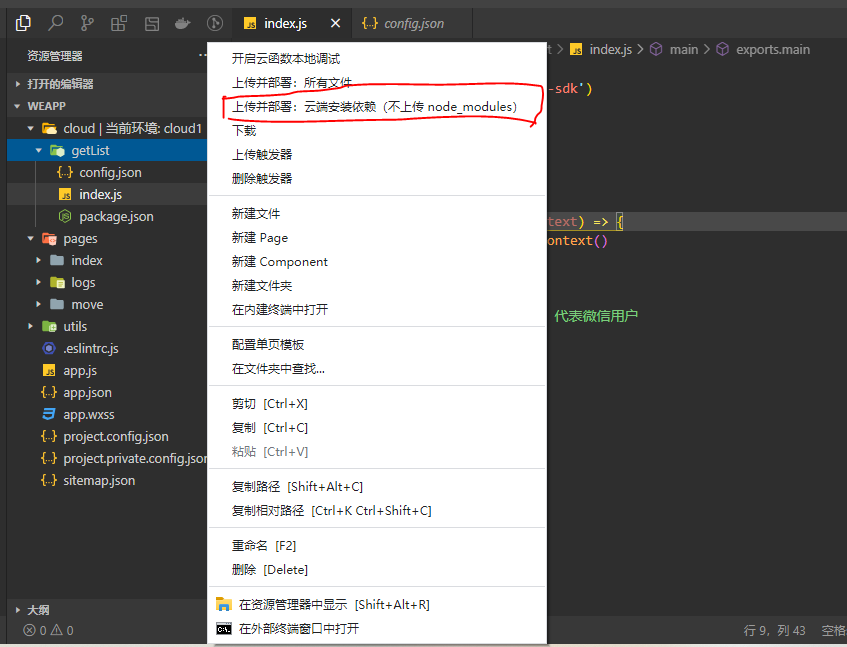 index.js
config.json
资源管理器
打开的编辑器
WEAPP
cloud | 当前环境: cloud1
getList
config.json
index.js
package.json
pages
index
logs
move
utils
.eslintrc.js
app.js
app.json
app.wxss
project.config.json
project.private.config.jsor
sitemap.json
大纲
0 0
开启云函数本地调试
上传并部署：所有文件
上传并部署：云端安装依赖（不上传 node_modules）
下载
上传触发器
删除触发器
新建文件
新建 Page
新建 Component
新建文件夹
在内建终端中打开
配置单页模板
在文件夹中查找...
剪切 [Ctrl+X]
复制 [Ctrl+C]
粘贴 [Ctrl+V]
复制路径 [Shift+Alt+C]
复制相对路径 [Ctrl+K Ctrl+Shift+C]
重命名 [F2]
删除 [Delete]
在资源管理器中显示 [Shift+Alt+R]
在外部终端窗口中打开
t > index.js > main > exports.main
-sdk')
text) => {
ontext()
代表微信用户
行 9，列 43 空格